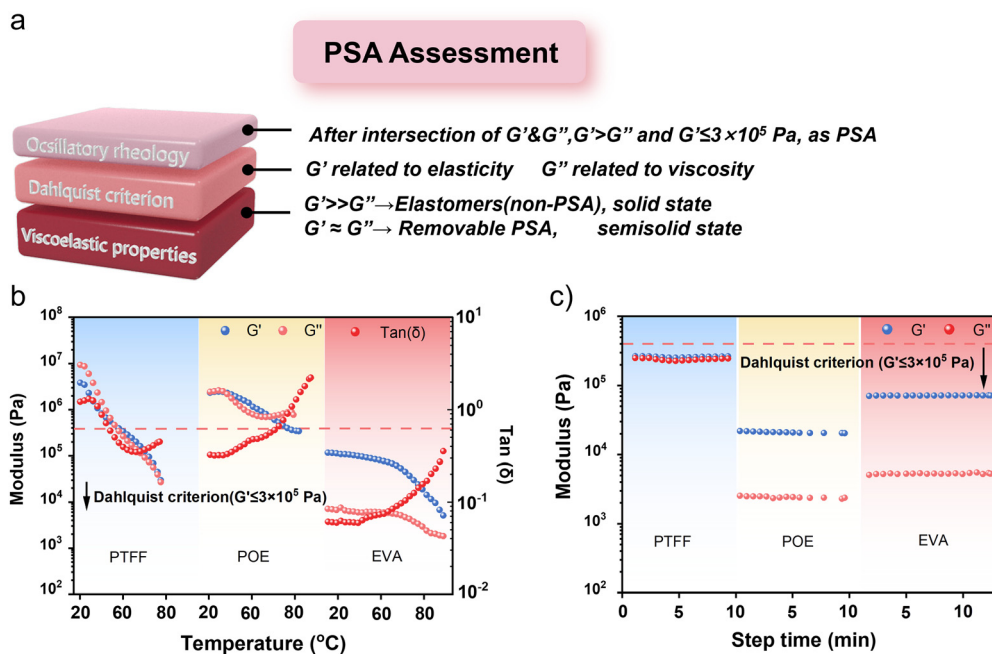 a
PSA Assessment
Ocsillatory rheology
Dahlquist criterion
Viscoelastic properties
After intersection of G'&G",G'>G" and G'≤3×10⁵ Pa, as PSA
G' related to elasticity G" related to viscosity
G'>>G"→Elastomers(non-PSA), solid state
G' ≈ G"→ Removable PSA, semisolid state
b
G' G" Tan(δ)
10⁸
10⁷
10⁶
10⁵
10⁴
10³
10²
Modulus (Pa)
Dahlquist criterion(G'≤3×10⁵ Pa)
PTFF POE EVA
20 60 20 60 80 20 60 80
Temperature (°C)
10¹
10⁰
10⁻¹
10⁻²
Tan (δ)
c)
G' G"
10⁶
10⁵
10⁴
10³
10²
Modulus (Pa)
Dahlquist criterion (G'≤3×10⁵ Pa)
PTFF POE EVA
0 5 10 5 10 5 10
Step time (min)